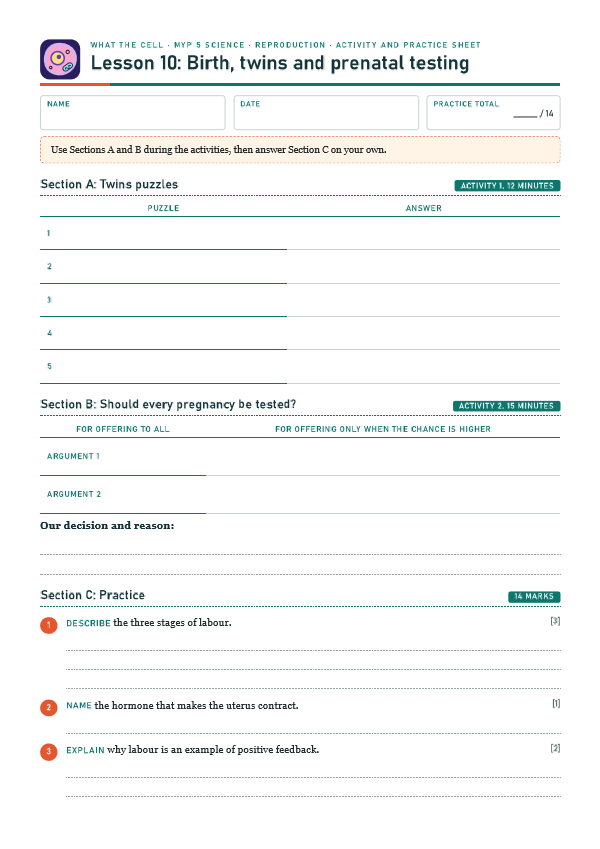 WHAT THE CELL · MYP 5 SCIENCE · REPRODUCTION · ACTIVITY AND PRACTICE SHEET
Lesson 10: Birth, twins and prenatal testing
NAME
DATE
PRACTICE TOTAL
_____ / 14
Use Sections A and B during the activities, then answer Section C on your own.
Section A: Twins puzzles
ACTIVITY 1, 12 MINUTES
PUZZLE ANSWER
1
2
3
4
5
Section B: Should every pregnancy be tested?
ACTIVITY 2, 15 MINUTES
FOR OFFERING TO ALL FOR OFFERING ONLY WHEN THE CHANCE IS HIGHER
ARGUMENT 1
ARGUMENT 2
Our decision and reason:
Section C: Practice
14 MARKS
1 DESCRIBE the three stages of labour. [3]
2 NAME the hormone that makes the uterus contract. [1]
3 EXPLAIN why labour is an example of positive feedback. [2]